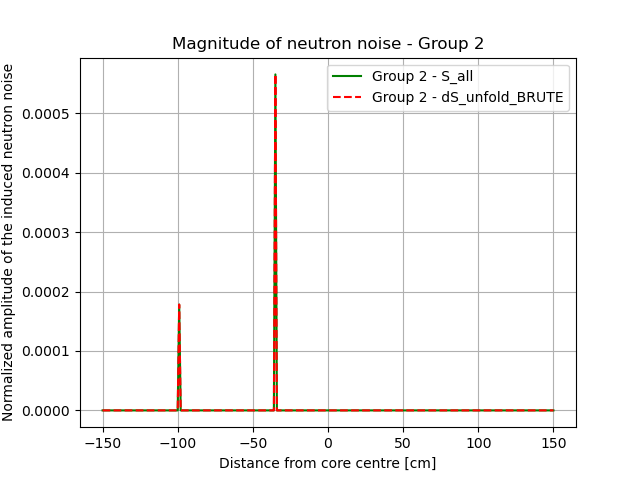 Magnitude of neutron noise - Group 2
Group 2 - S_all
Group 2 - dS_unfold_BRUTE
Normalized amplitude of the induced neutron noise
0.0005
0.0004
0.0003
0.0002
0.0001
0.0000
−150
−100
−50
0
50
100
150
Distance from core centre [cm]